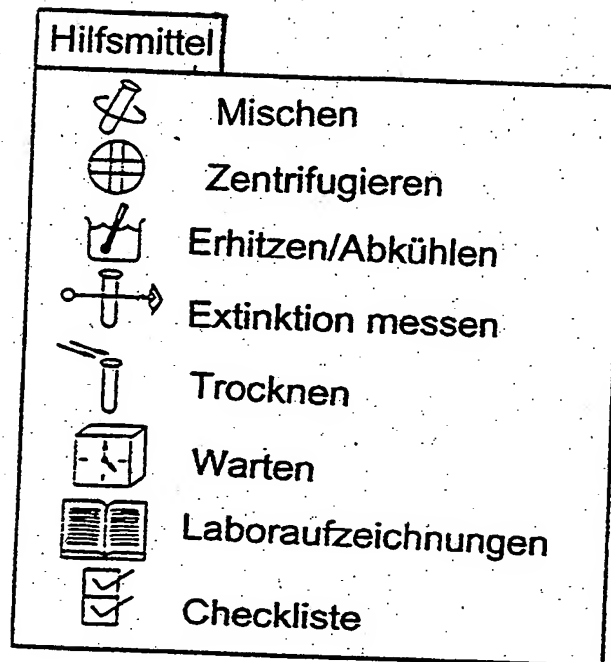 Hilfsmittel
Mischen
Zentrifugieren
Erhitzen/Abkühlen
Extinktion messen
Trocknen
Warten
Laboraufzeichnungen
Checkliste